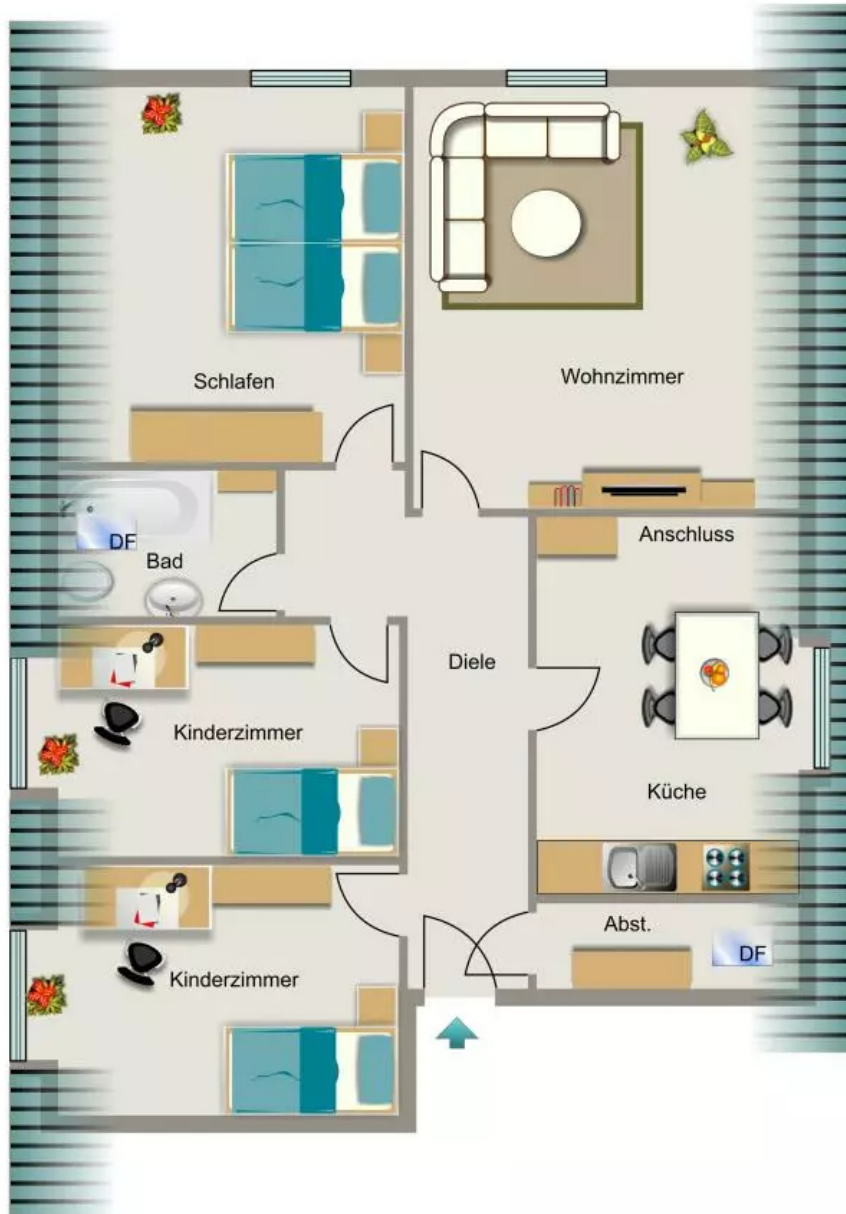 Schlafen
Wohnzimmer
DF
Bad
Anschluss
Diele
Kinderzimmer
Küche
Abst.
DF
Kinderzimmer